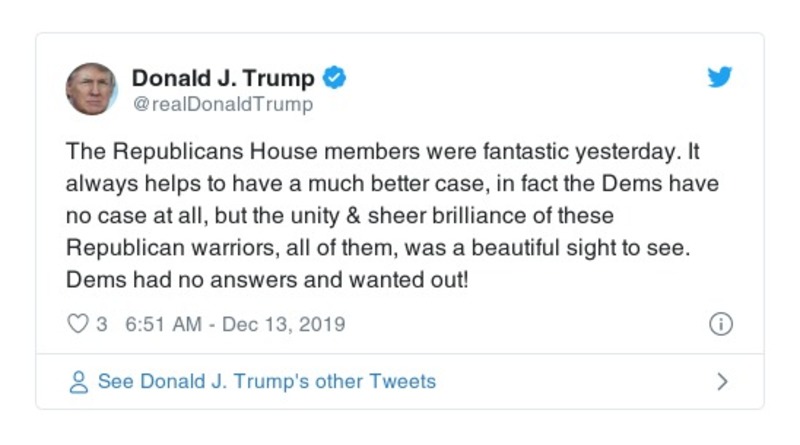 Donald J. Trump
@realDonaldTrump
The Republicans House members were fantastic yesterday. It
always helps to have a much better case, in fact the Dems have
no case at all, but the unity & sheer brilliance of these
Republican warriors, all of them, was a beautiful sight to see.
Dems had no answers and wanted out!
3 6:51 AM - Dec 13, 2019
See Donald J. Trump's other Tweets